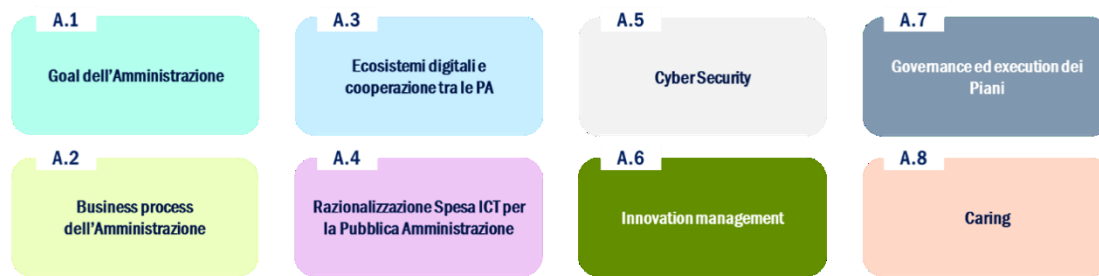 A.1
Goal dell'Amministrazione
A.3
Ecosistemi digitali e
cooperazione tra le PA
A.5
Cyber Security
A.7
Governance ed execution dei
Piani
A.2
Business process
dell'Amministrazione
A.4
Razionalizzazione Spesa ICT per
la Pubblica Amministrazione
A.6
Innovation management
A.8
Caring